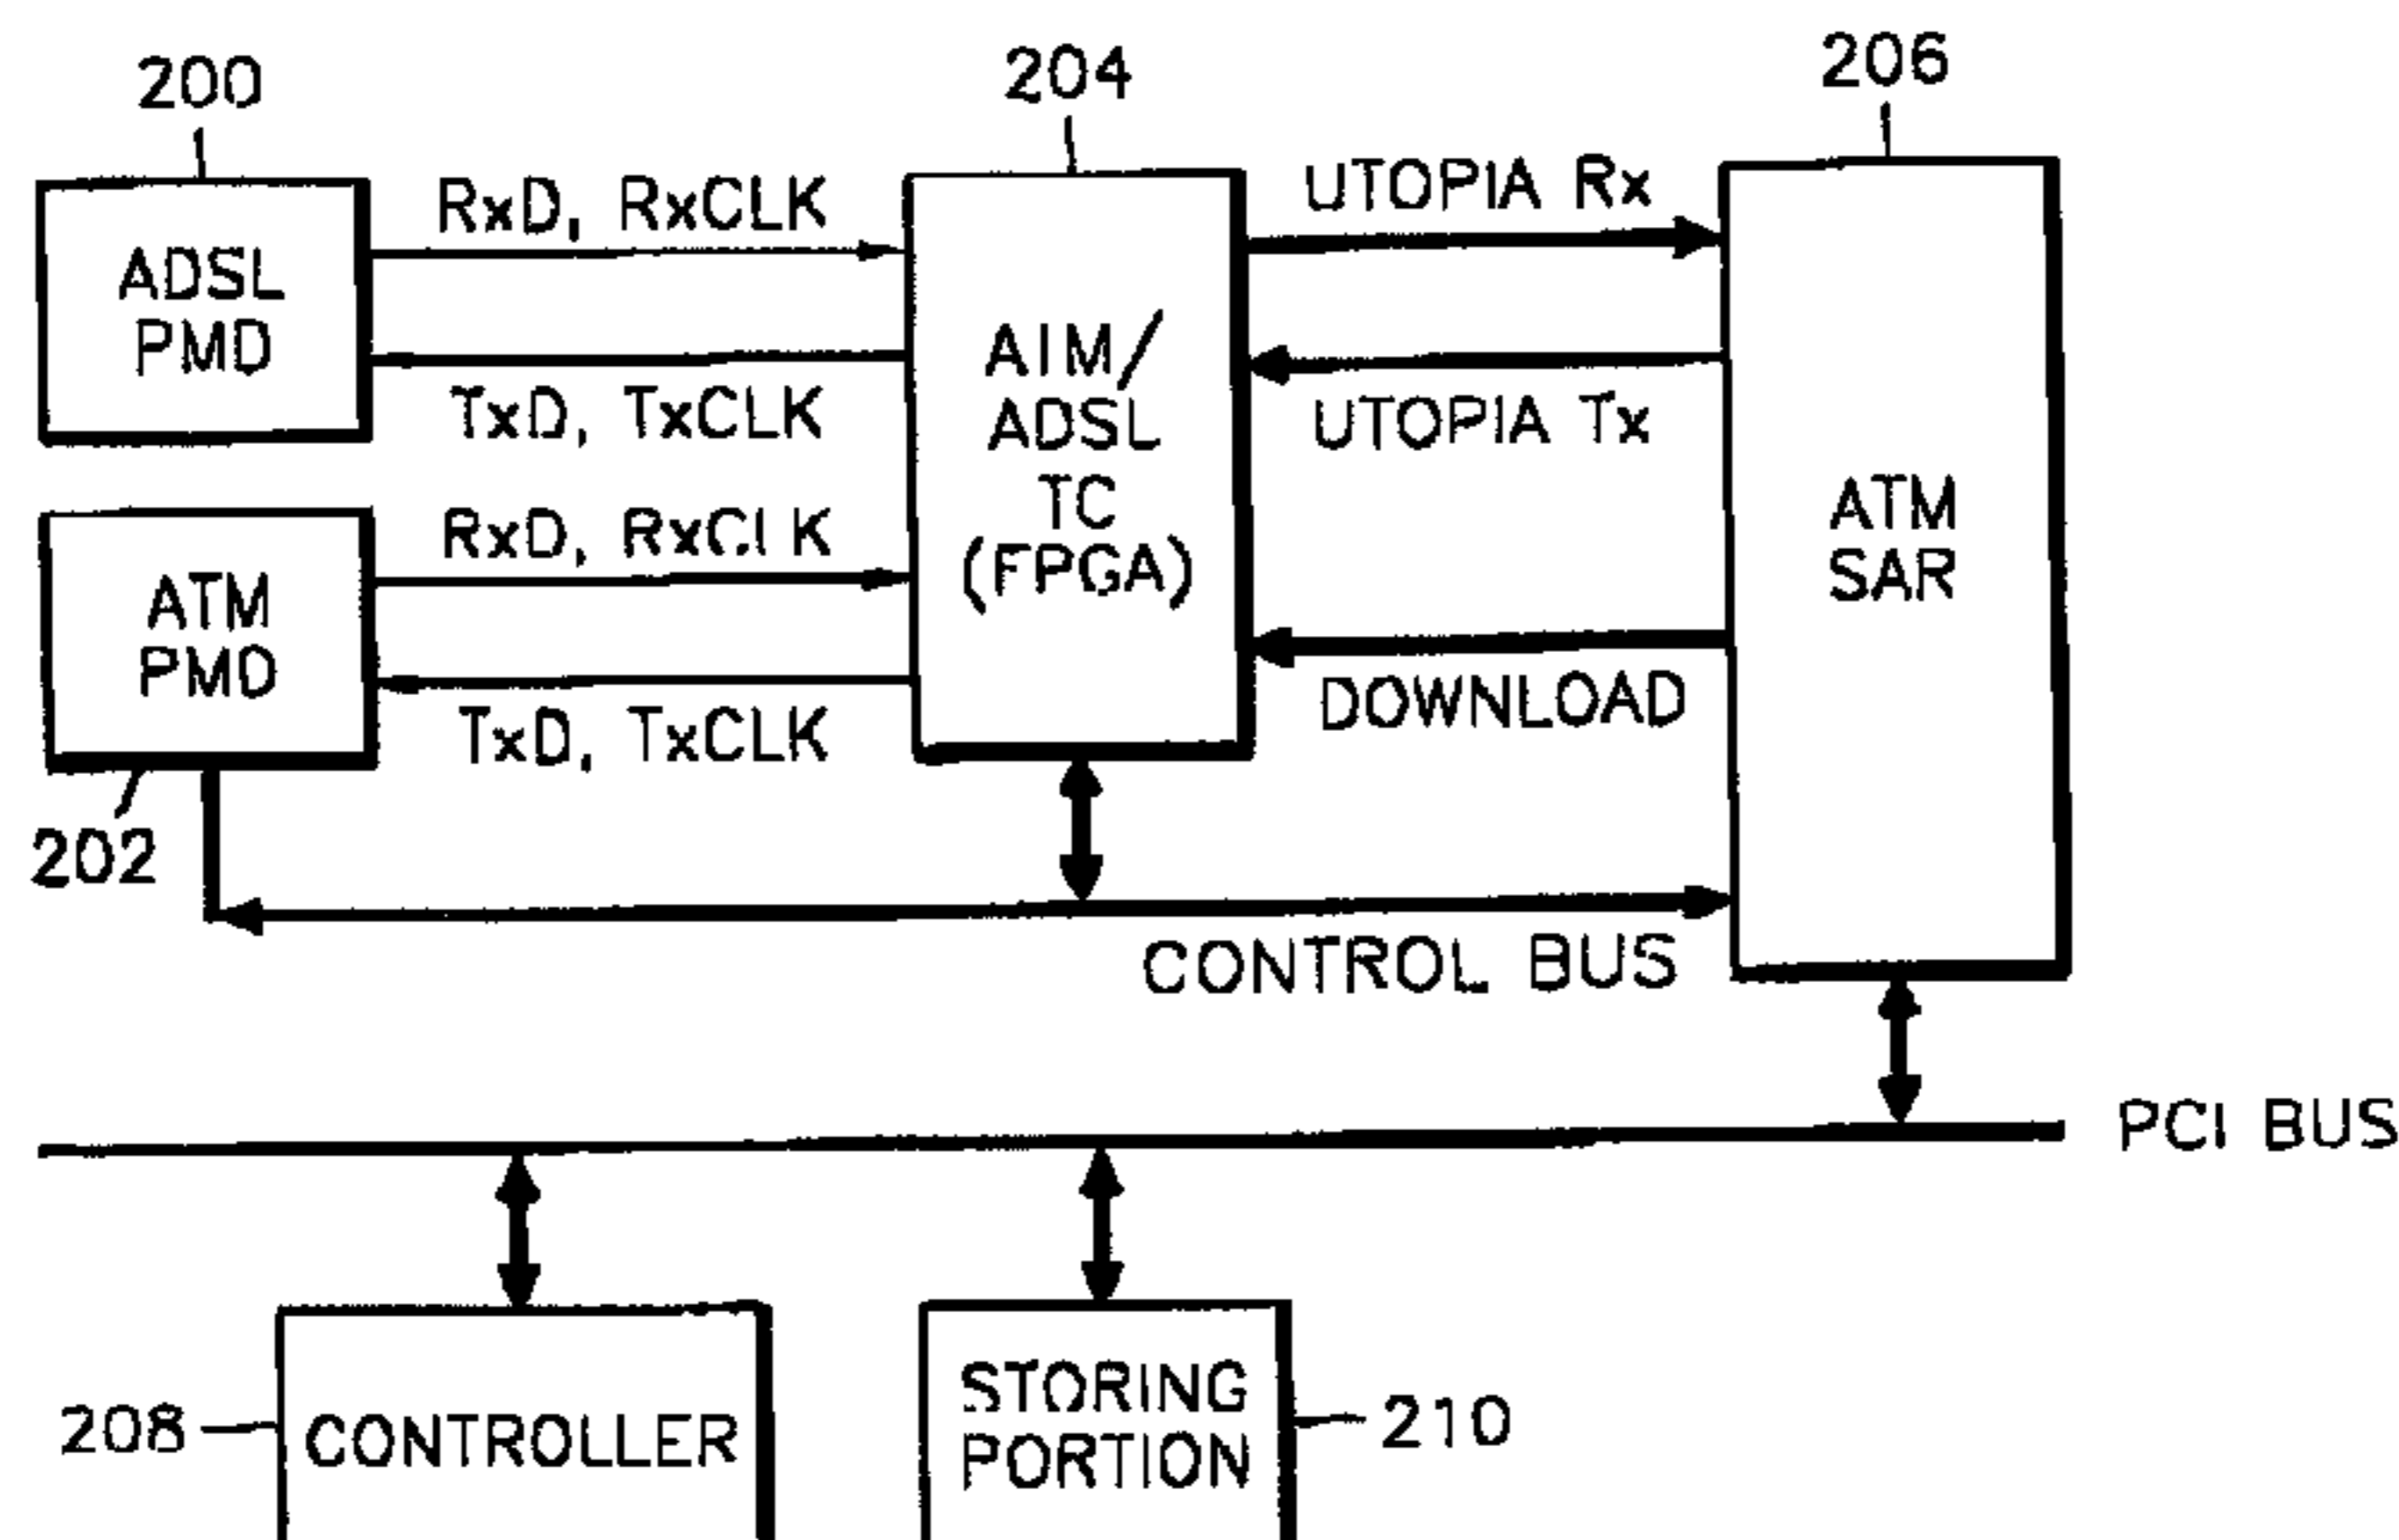 200
204
206
ADSL
PMD
RxD, RxCLK
TxD, TxCLK
AIM/
ADSL
TC
(FPGA)
UTOPIA Rx
UTOPIA Tx
DOWNLOAD
ATM
SAR
ATM
PMD
RxD, RxCLK
TxD, TxCLK
202
CONTROL BUS
PCI BUS
208
CONTROLLER
STORING
PORTION
210